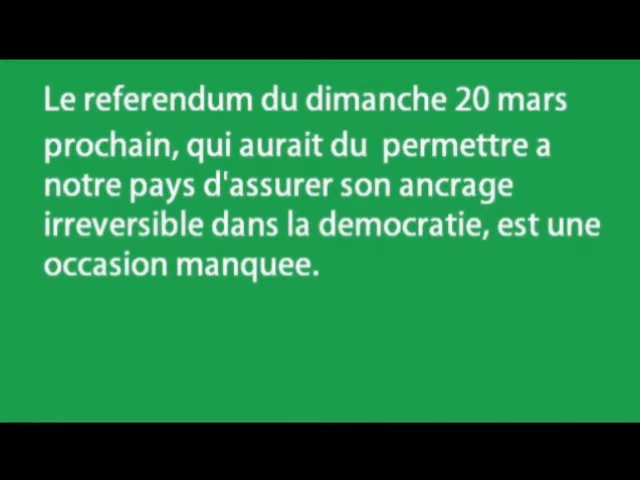 Le referendum du dimanche 20 mars
prochain, qui aurait du  permettre a
notre pays d'assurer son ancrage
irreversible dans la democratie, est une
occasion manquee.